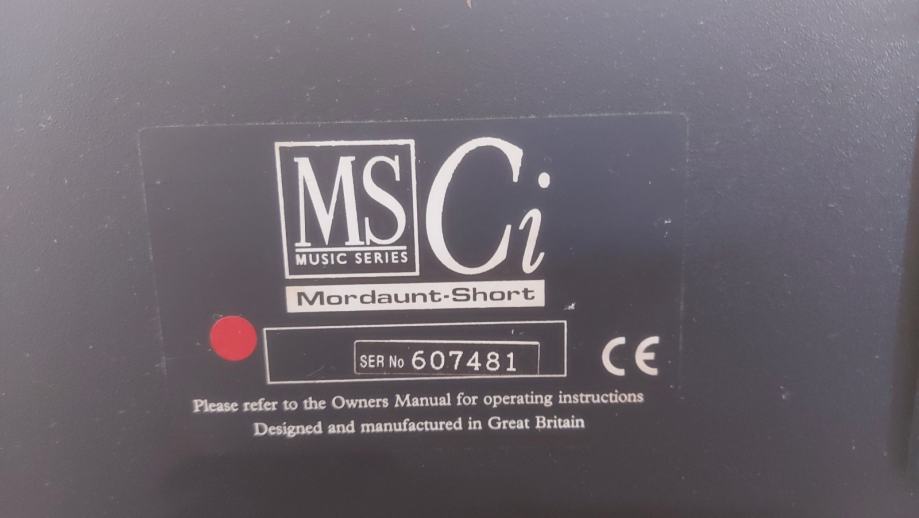 MS Ci
MUSIC SERIES
Mordaunt-Short
SER No 607481
CE
Please refer to the Owners Manual for operating instructions
Designed and manufactured in Great Britain